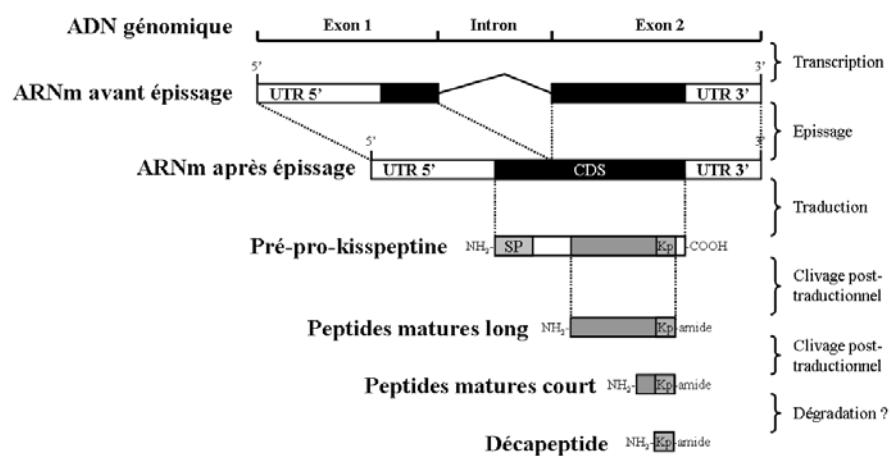 ADN génomique Exon 1 Intron Exon 2
Transcription
5' 3'
ARNm avant épissage UTR 5' UTR 3'
Epissage
5' 3'
ARNm après épissage UTR 5' CDS UTR 3'
Traduction
Pré-pro-kisspeptine NH₂- SP Kp -COOH
Clivage post-
traductionnel
Peptides matures long NH₂- Kp -amide
Clivage post-
traductionnel
Peptides matures court NH₂- Kp -amide
Dégradation ?
Décapeptide NH₂- Kp -amide